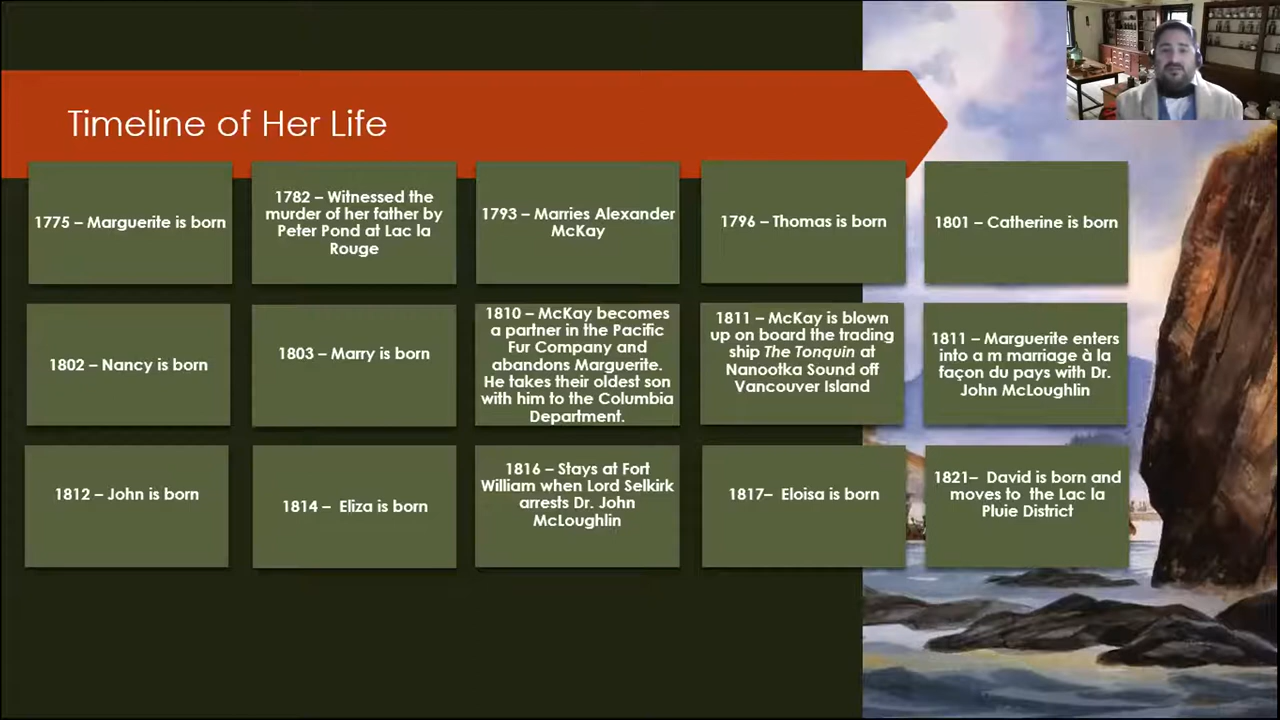 Timeline of Her Life
1775 – Marguerite is born
1782 – Witnessed the
murder of her father by
Peter Pond at Lac la
Rouge
1793 – Marries Alexander
McKay
1796 – Thomas is born
1801 – Catherine is born
1802 – Nancy is born
1803 – Marry is born
1810 – McKay becomes
a partner in the Pacific
Fur Company and
abandons Marguerite.
He takes their oldest son
with him to the Columbia
Department.
1811 – McKay is blown
up on board the trading
ship The Tonquin at
Nanootka Sound off
Vancouver Island
1811 – Marguerite enters
into a m marriage à la
façon du pays with Dr.
John McLoughlin
1812 – John is born
1814 – Eliza is born
1816 – Stays at Fort
William when Lord Selkirk
arrests Dr. John
McLoughlin
1817– Eloisa is born
1821– David is born and
moves to the Lac la
Pluie District